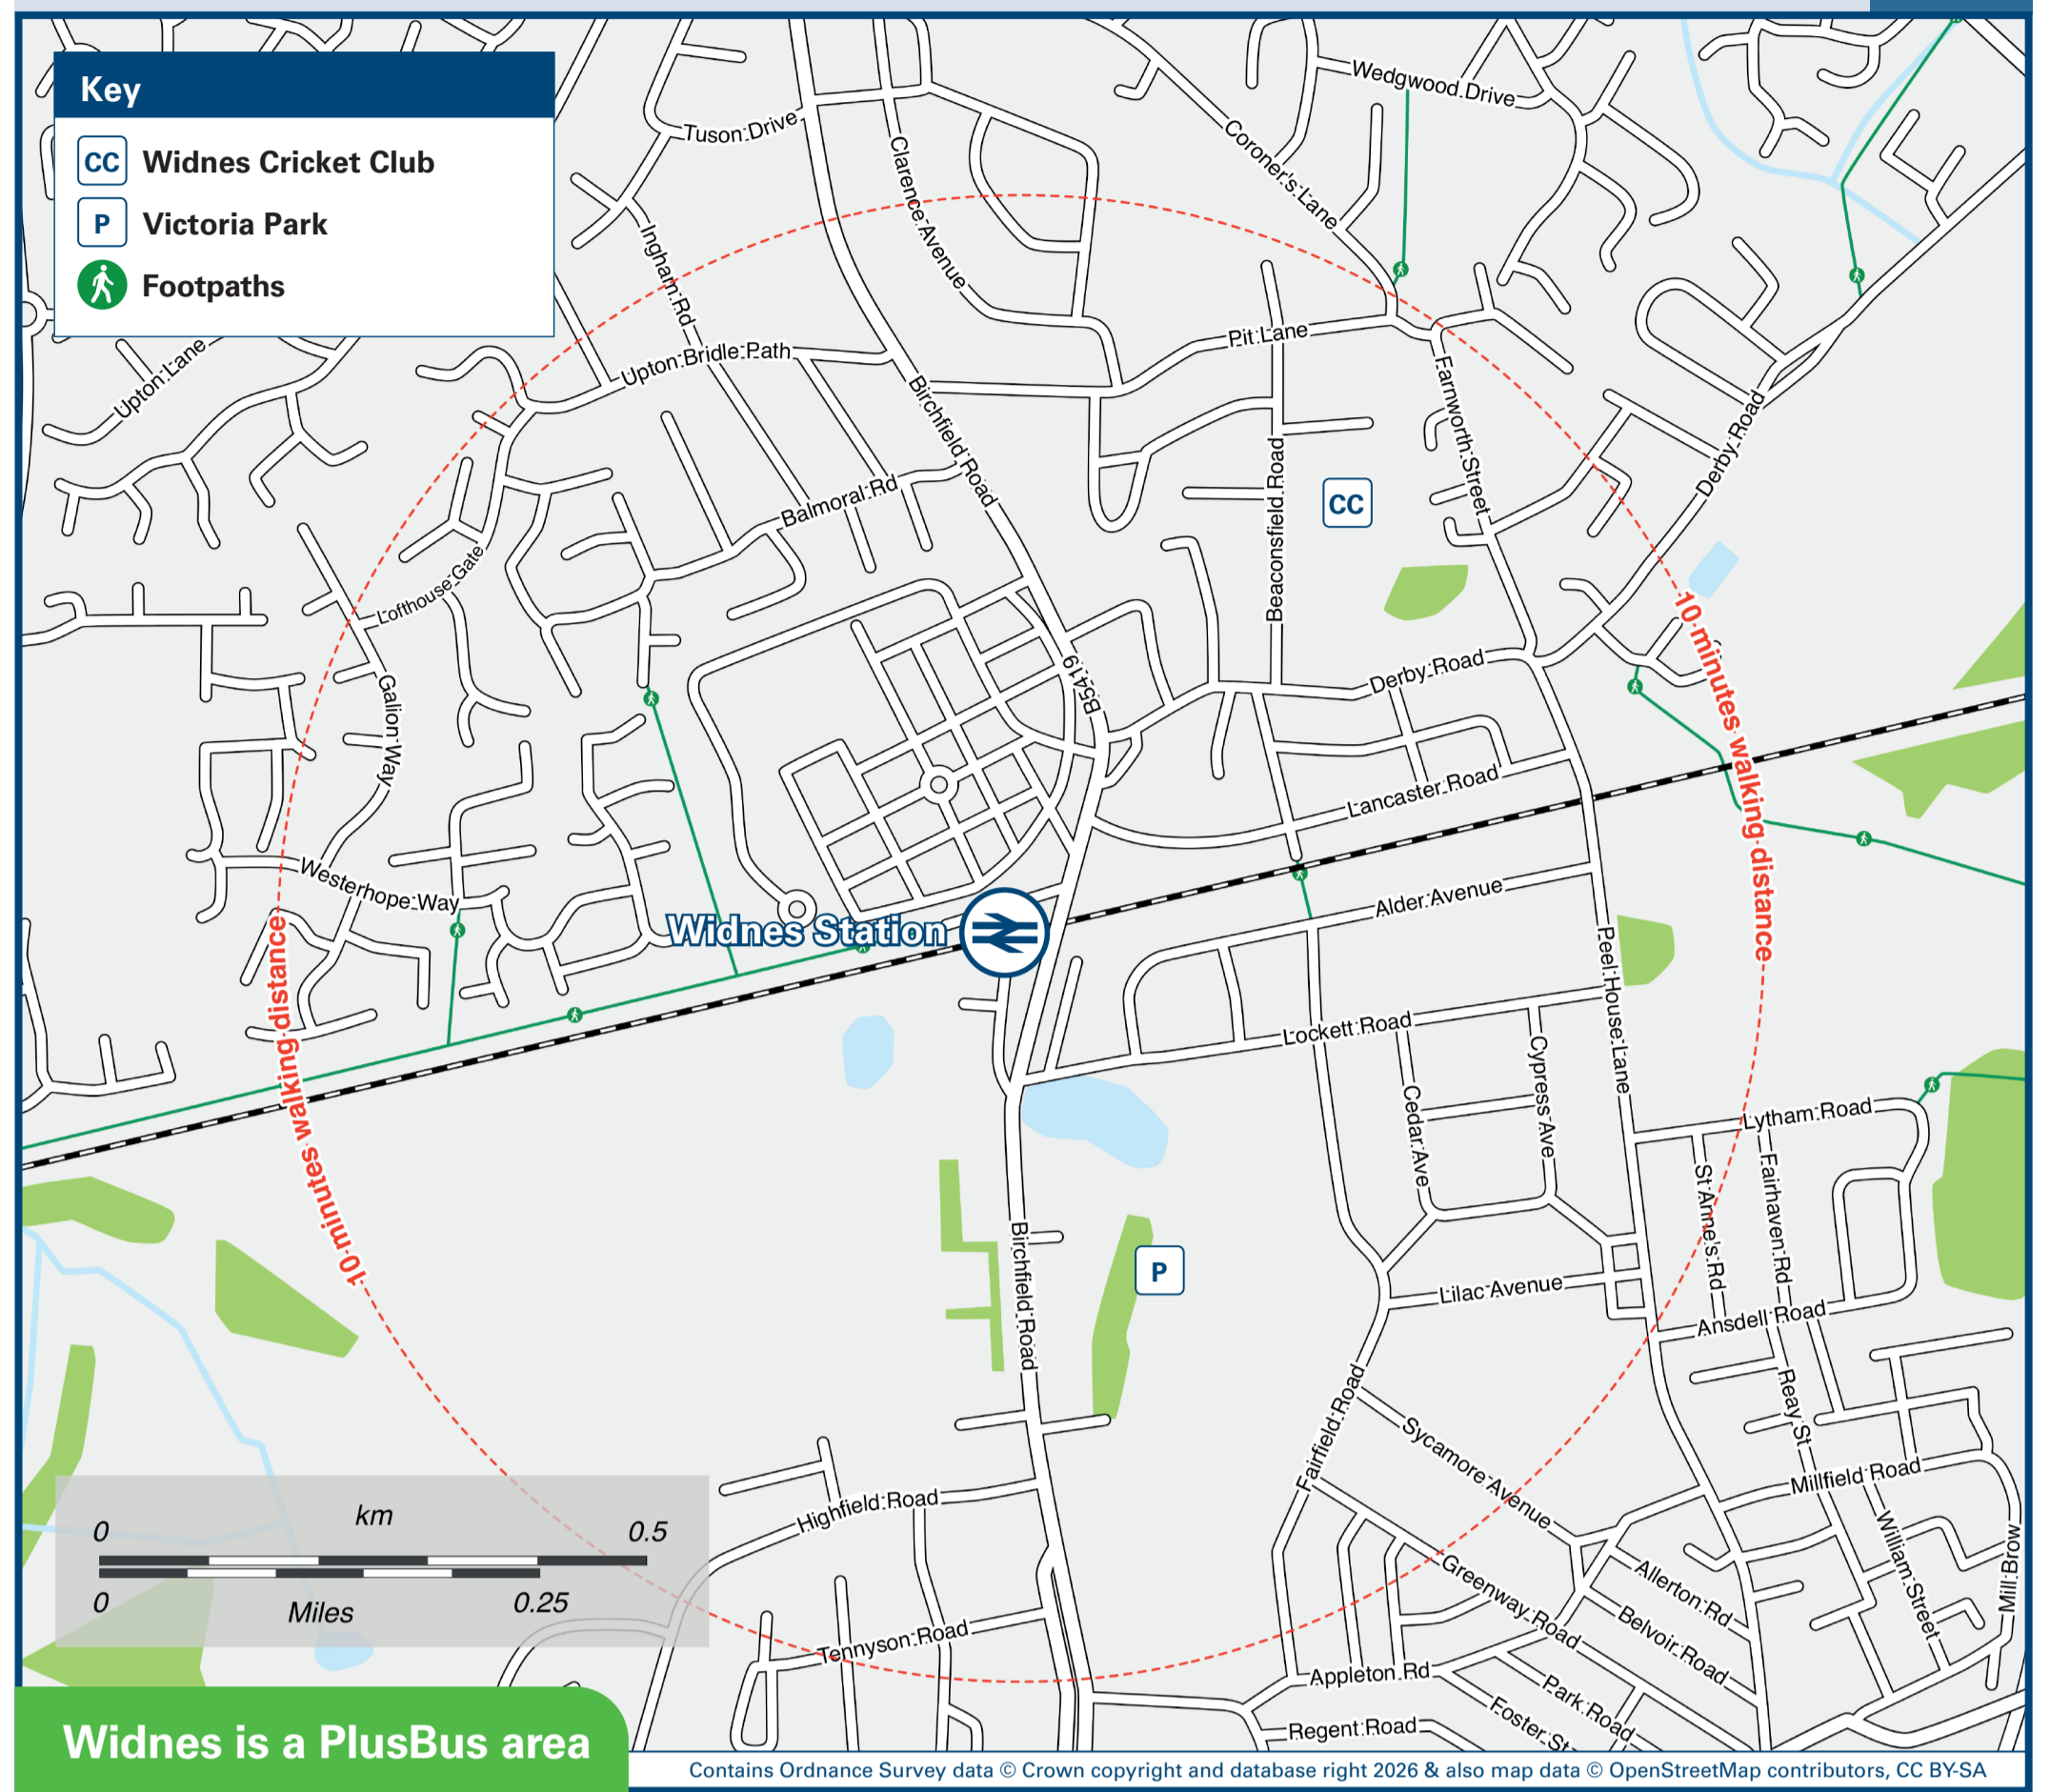 Key
CC Widnes Cricket Club
P Victoria Park
Footpaths
Wedgwood Drive
Tuson Drive
Coroner's Lane
Clarence Avenue
Ingham Rd
Upton Lane
Upton Bridle Path
Pit Lane
Birchfield Road
Farnworth Street
Derby Road
Balmoral Rd
Beaconsfield Road
CC
Lofthouse Gate
10 minutes walking distance
B5419
Derby Road
Galion Way
Lancaster Road
Westerhope Way
Alder Avenue
Widnes Station
Peel House Lane
10 minutes walking distance
Lockett Road
Cypress Ave
Cedar Ave
Lytham Road
St Anne's Rd
Fairhaven Rd
Birchfield Road
P
Lilac Avenue
Ansdell Road
Fairfield Road
Reay St
Sycamore Avenue
Millfield Road
Highfield Road
William Street
Mill Brow
Greenway Road
Allerton Rd
Belvoir Road
Tennyson Road
Appleton Rd
Park Road
Foster St
Regent Road
km
0 0.5
0 0.25
Miles
Widnes is a PlusBus area
Contains Ordnance Survey data © Crown copyright and database right 2026 & also map data © OpenStreetMap contributors, CC BY-SA